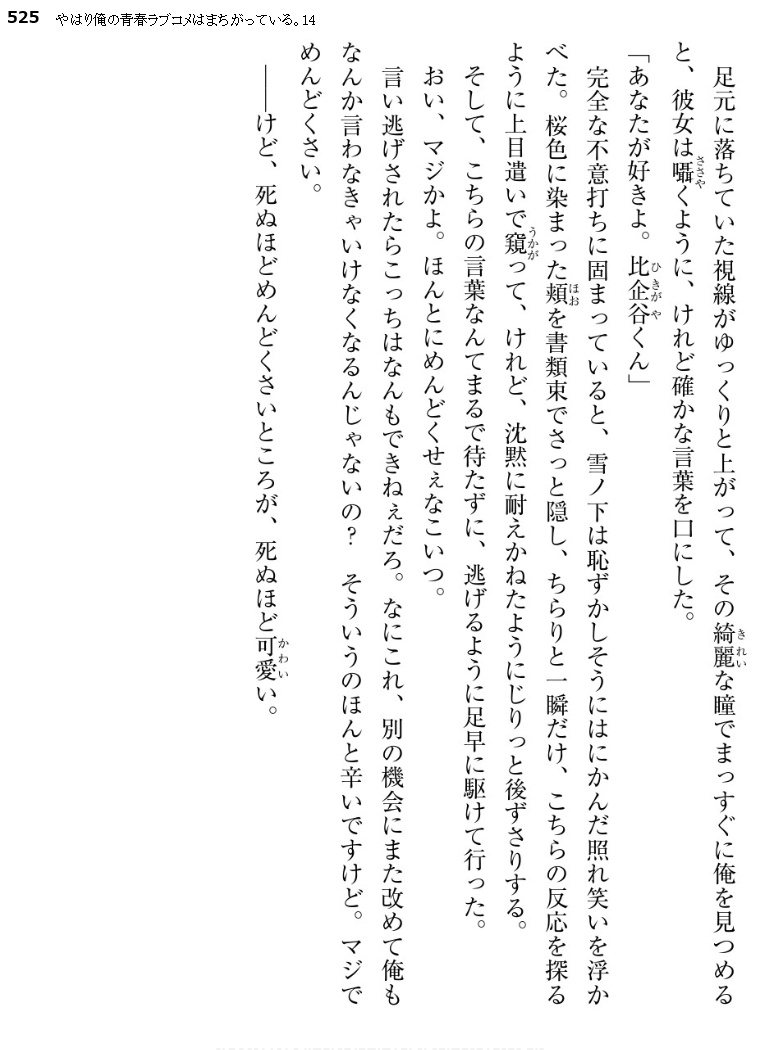 525 やはり俺の青春ラブコメはまちがっている。14
足元に落ちていた視線がゆっくりと上がって、その綺麗な瞳でまっすぐに俺を見つめる
と、彼女は囁くように、けれど確かな言葉を口にした。
「あなたが好きよ。比企谷くん」
完全な不意打ちに固まっていると、雪ノ下は恥ずかしそうにはにかんだ照れ笑いを浮か
べた。桜色に染まった頬を書類束でさっと隠し、ちらりと一瞬だけ、こちらの反応を探る
ように上目遣いで窺って、けれど、沈黙に耐えかねたようにじりっと後ずさりする。
そして、こちらの言葉なんてまるで待たずに、逃げるように足早に駆けて行った。
おい、マジかよ。ほんとにめんどくせぇなこいつ。
言い逃げされたらこっちはなんもできねぇだろ。なにこれ、別の機会にまた改めて俺も
なんか言わなきゃいけなくなるんじゃないの？　そういうのほんと辛いですけど。マジで
めんどくさい。
――けど、死ぬほどめんどくさいところが、死ぬほど可愛い。